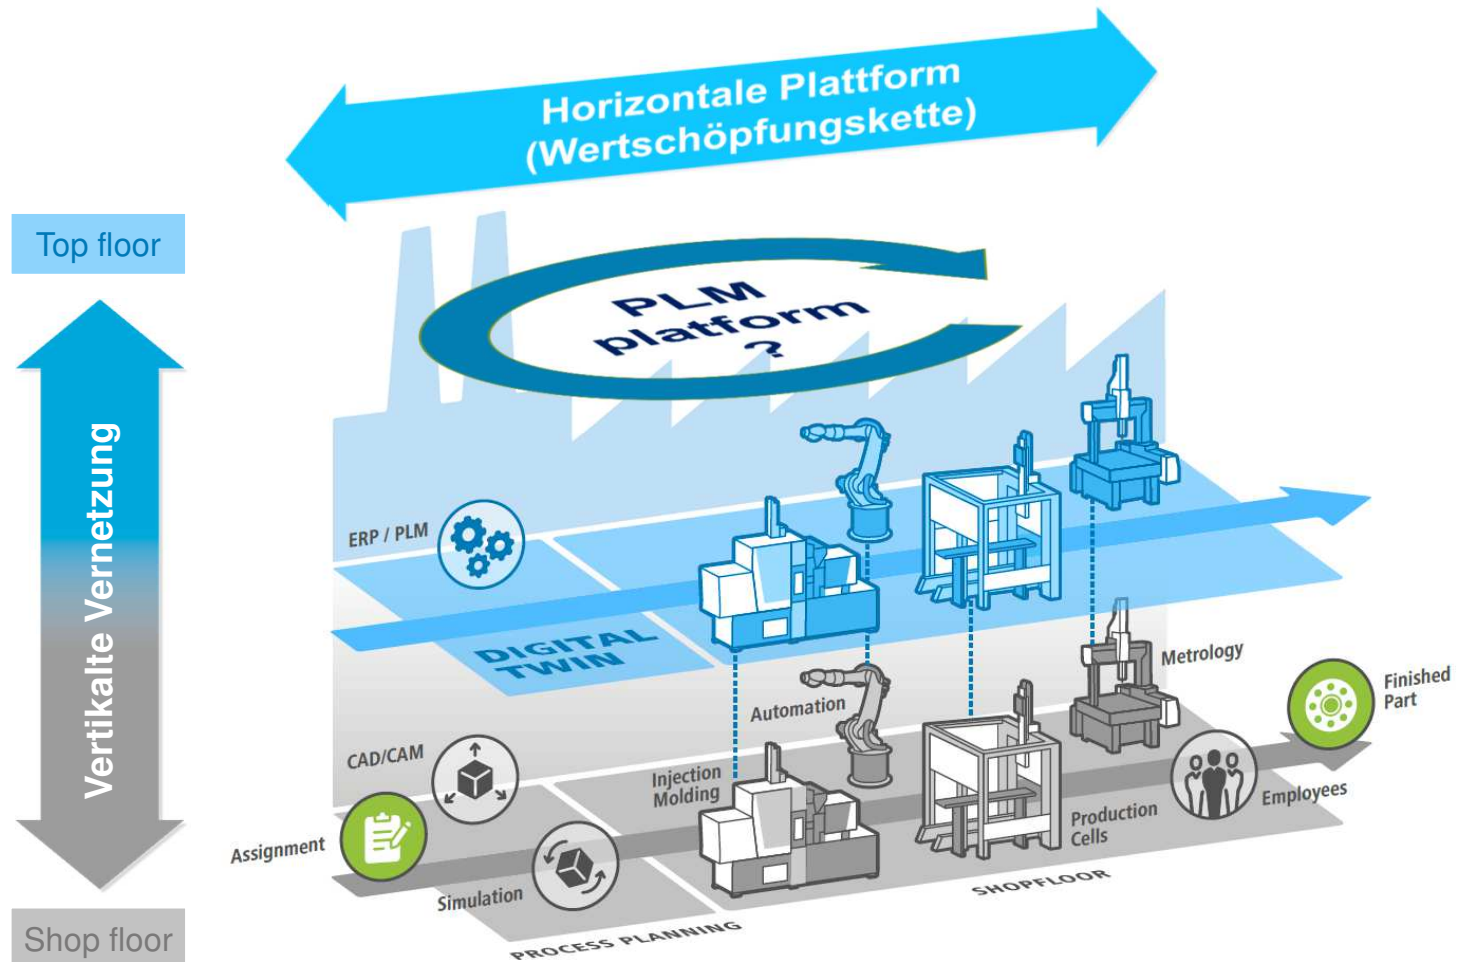 Horizontale Plattform
(Wertschöpfungskette)
Top floor
PLM
platform
?
Vertikalte Vernetzung
ERP / PLM
DIGITAL
TWIN
Metrology
Automation
Finished
Part
CAD/CAM
Injection
Molding
Employees
Production
Cells
Assignment
Simulation
SHOPFLOOR
PROCESS PLANNING
Shop floor